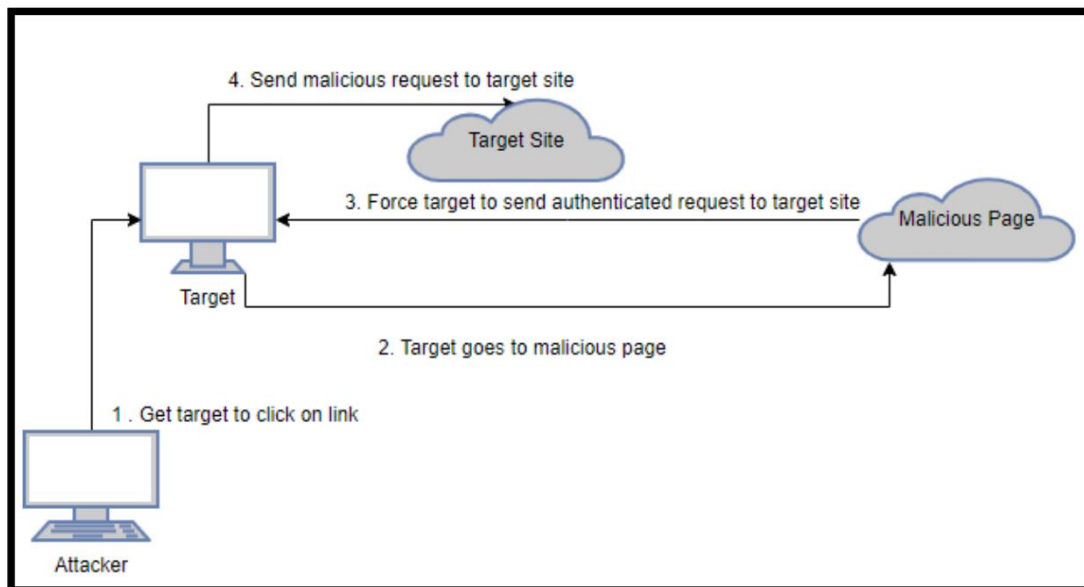 4. Send malicious request to target site
Target Site
3. Force target to send authenticated request to target site
Malicious Page
Target
2. Target goes to malicious page
1 . Get target to click on link
Attacker